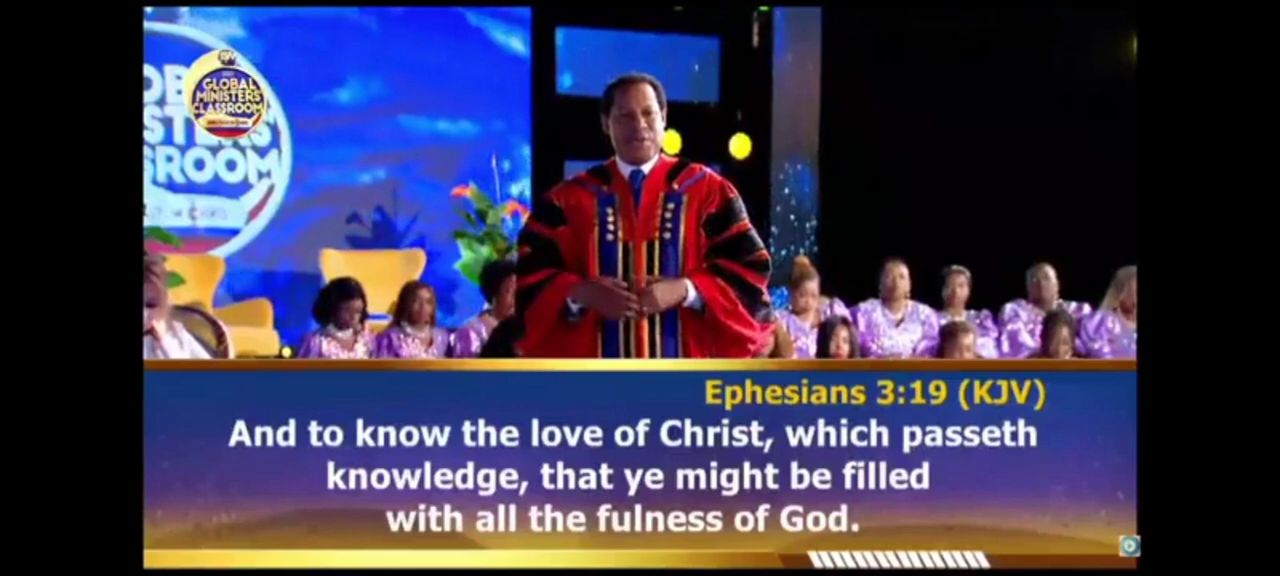 GLOBAL
MINISTERS'
CLASSROOM
ROOM
Ephesians 3:19 (KJV)
And to know the love of Christ, which passeth
knowledge, that ye might be filled
with all the fulness of God.